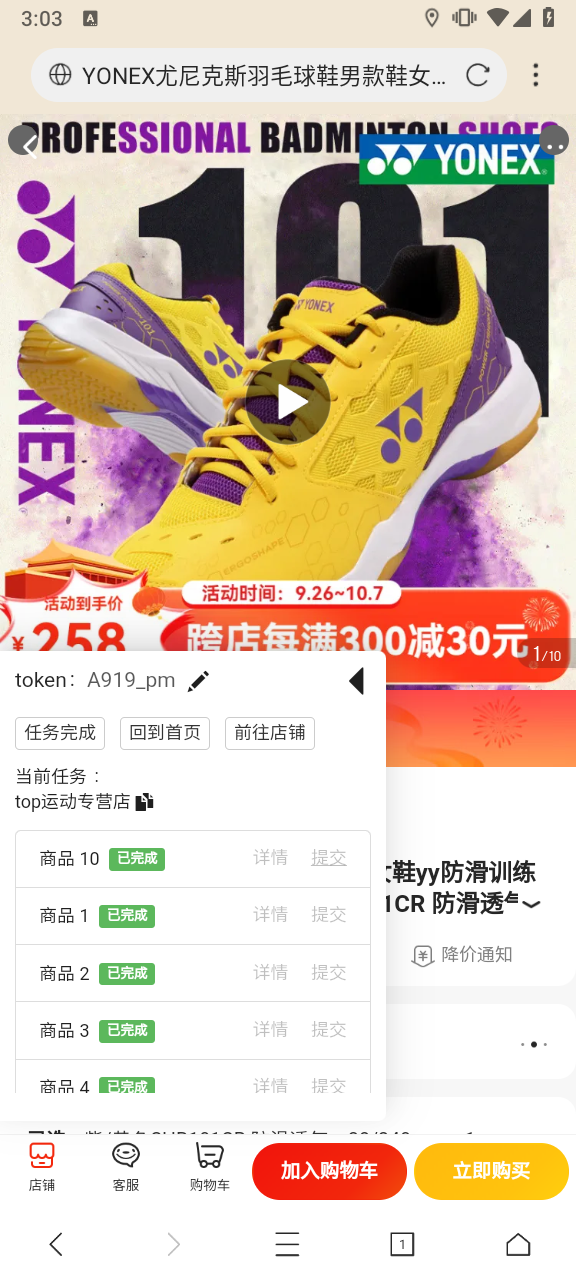 3:03
A
YONEX尤尼克斯羽毛球鞋男款鞋女...
PROFESSIONAL BADMINTON SHOES
YONEX
101
YONEX
YONEX
101
POWER CUSHION
ERGOSHAPE
活动到手价
活动时间：9.26~10.7
¥258
跨店每满300减30元
1/10
token： A919_pm
任务完成
回到首页
前往店铺
当前任务：
top运动专营店
商品 10 已完成 详情 提交
商品 1 已完成 详情 提交
商品 2 已完成 详情 提交
商品 3 已完成 详情 提交
商品 4 已完成 详情 提交
女鞋yy防滑训练
1CR 防滑透气
降价通知
店铺
客服
购物车
加入购物车
立即购买
1